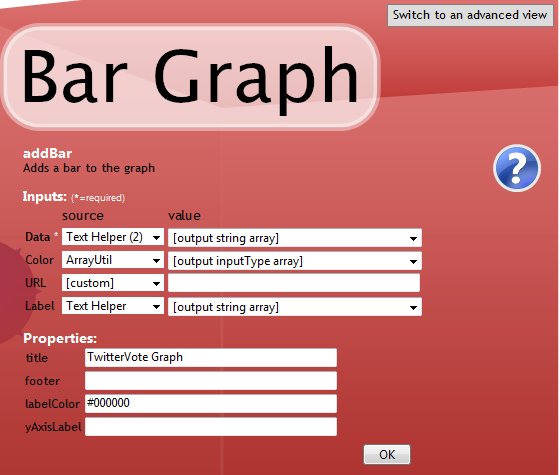 Switch to an advanced view
Bar Graph
addBar
Adds a bar to the graph
?
Inputs: (*=required)
source value
Data * Text Helper (2) [output string array]
Color ArrayUtil [output inputType array]
URL [custom]
Label Text Helper [output string array]
Properties:
title TwitterVote Graph
footer
labelColor #000000
yAxisLabel
OK